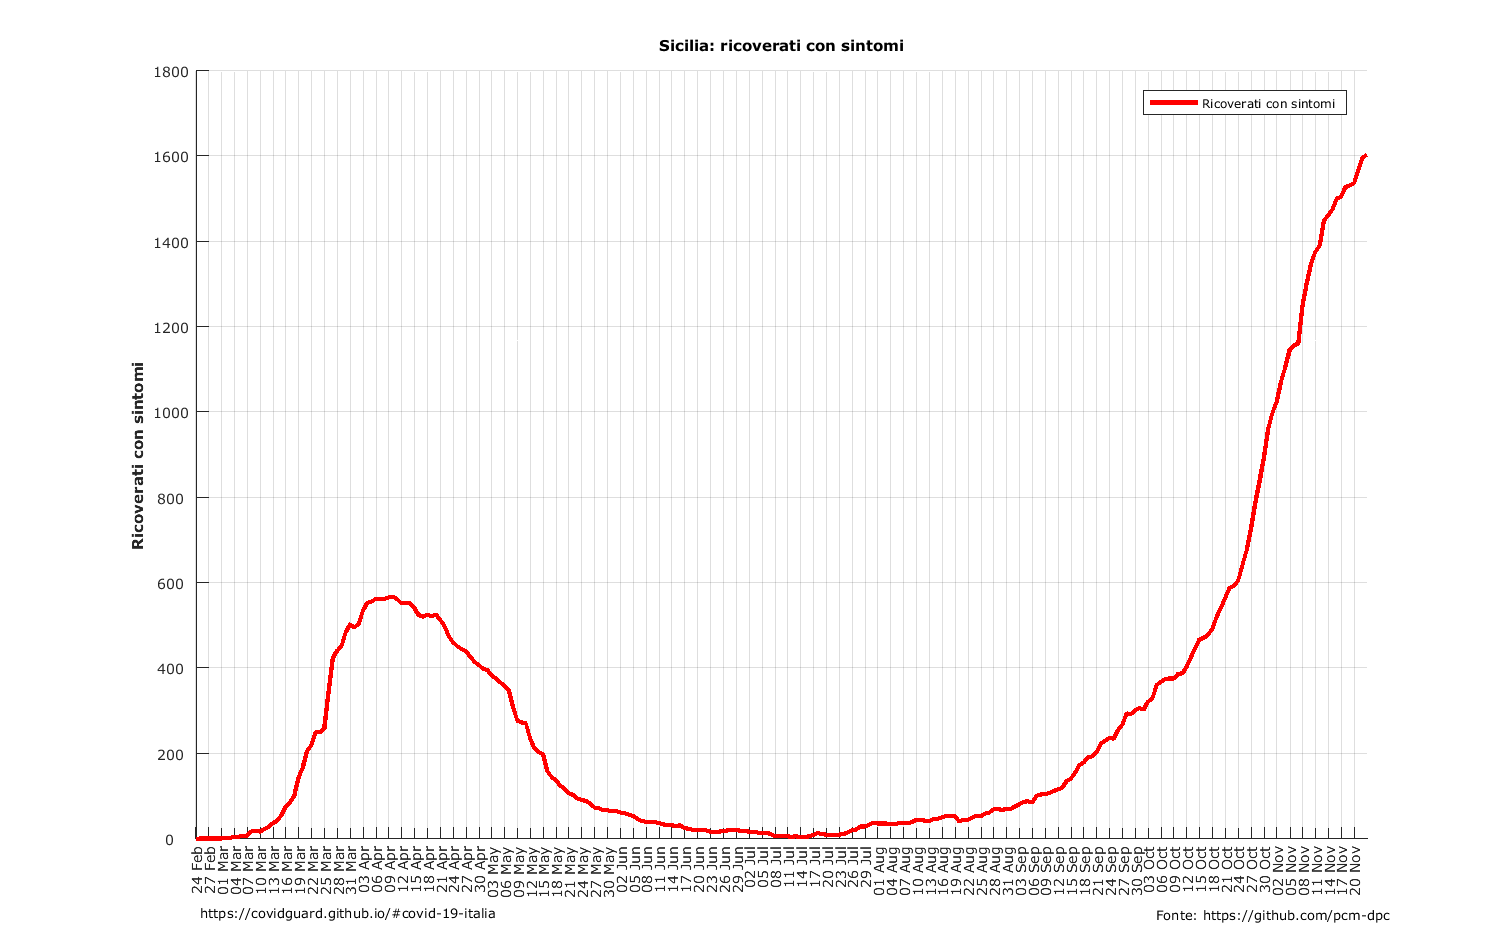 Sicilia: ricoverati con sintomi
Ricoverati con sintomi
1800
1600
1400
1200
1000
800
600
400
200
0
Ricoverati con sintomi
24 Feb
27 Feb
01 Mar
04 Mar
07 Mar
10 Mar
13 Mar
16 Mar
19 Mar
22 Mar
25 Mar
28 Mar
31 Mar
03 Apr
06 Apr
09 Apr
12 Apr
15 Apr
18 Apr
21 Apr
24 Apr
27 Apr
30 Apr
03 May
06 May
09 May
12 May
15 May
18 May
21 May
24 May
27 May
30 May
02 Jun
05 Jun
08 Jun
11 Jun
14 Jun
17 Jun
20 Jun
23 Jun
26 Jun
29 Jun
02 Jul
05 Jul
08 Jul
11 Jul
14 Jul
17 Jul
20 Jul
23 Jul
26 Jul
29 Jul
01 Aug
04 Aug
07 Aug
10 Aug
13 Aug
16 Aug
19 Aug
22 Aug
25 Aug
28 Aug
31 Aug
03 Sep
06 Sep
09 Sep
12 Sep
15 Sep
18 Sep
21 Sep
24 Sep
27 Sep
30 Sep
03 Oct
06 Oct
09 Oct
12 Oct
15 Oct
18 Oct
21 Oct
24 Oct
27 Oct
30 Oct
02 Nov
05 Nov
08 Nov
11 Nov
14 Nov
17 Nov
20 Nov
https://covidguard.github.io/#covid-19-italia
Fonte: https://github.com/pcm-dpc